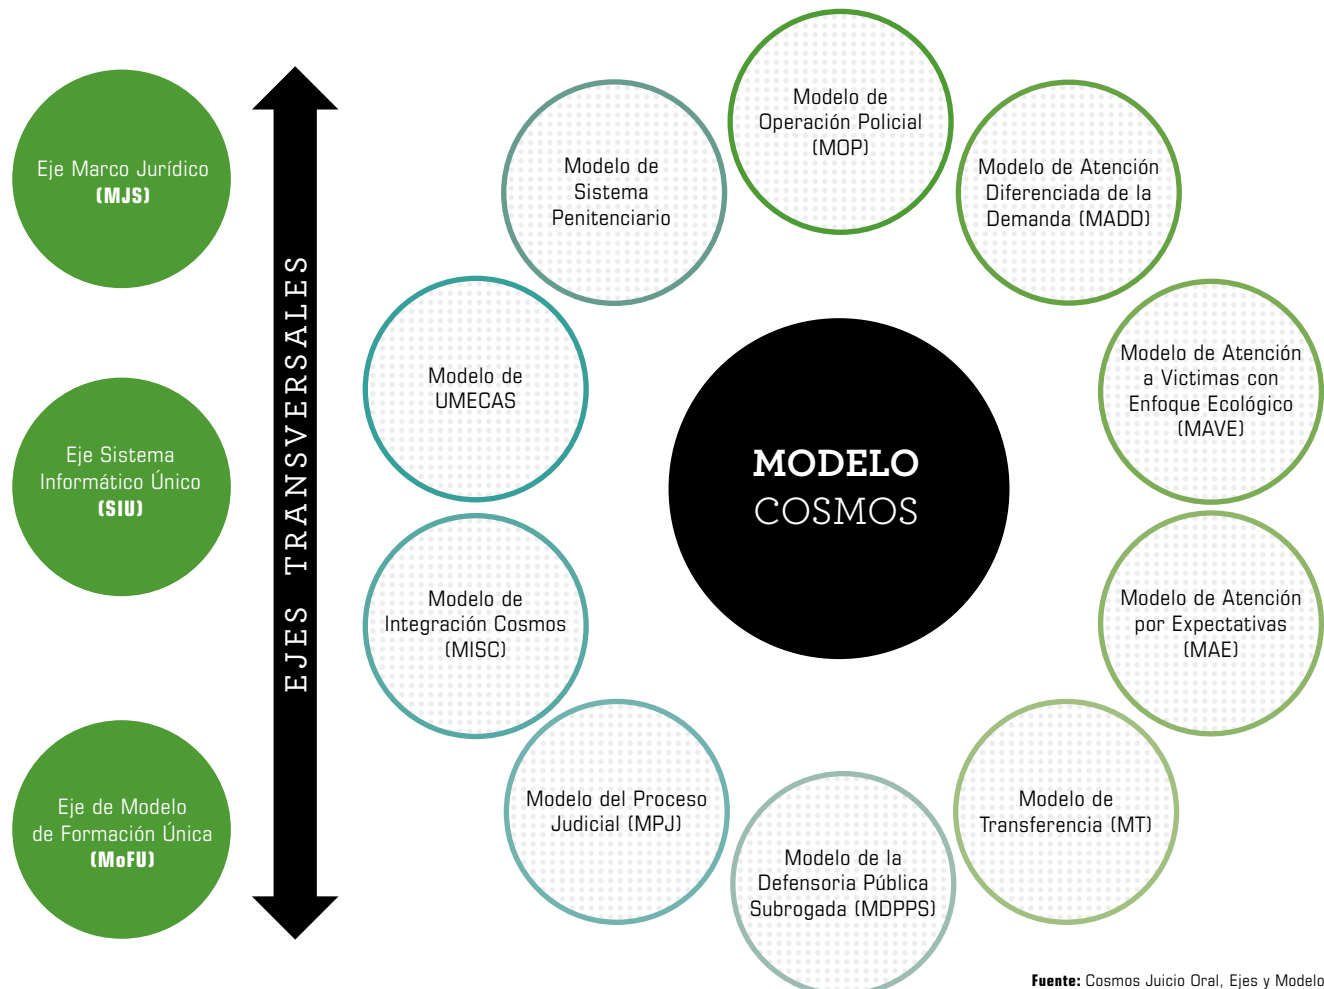 Eje Marco Jurídico
(MJS)
Eje Sistema
Informático Único
(SIU)
Eje de Modelo
de Formación Única
(MoFU)
EJES TRANSVERSALES
Modelo de
Operación Policial
(MOP)
Modelo de Atención
Diferenciada de la
Demanda (MADD)
Modelo de Atención
a Victimas con
Enfoque Ecológico
(MAVE)
Modelo de Atención
por Expectativas
(MAE)
Modelo de
Transferencia (MT)
Modelo de la
Defensoria Pública
Subrogada (MDPPS)
Modelo del Proceso
Judicial (MPJ)
Modelo de
Integración Cosmos
(MISC)
Modelo de
UMECAS
Modelo de
Sistema
Penitenciario
MODELO
COSMOS
Fuente: Cosmos Juicio Oral, Ejes y Modelo